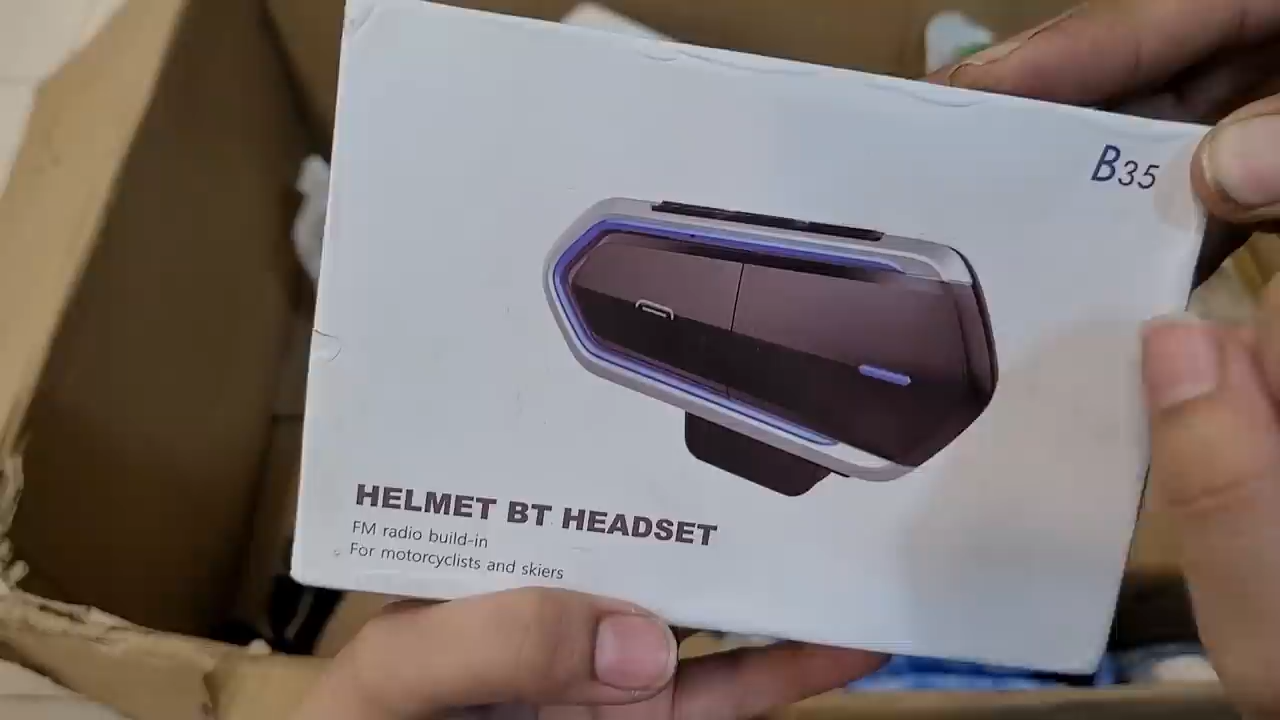 B35
HELMET BT HEADSET
FM radio build-in
For motorcyclists and skiers